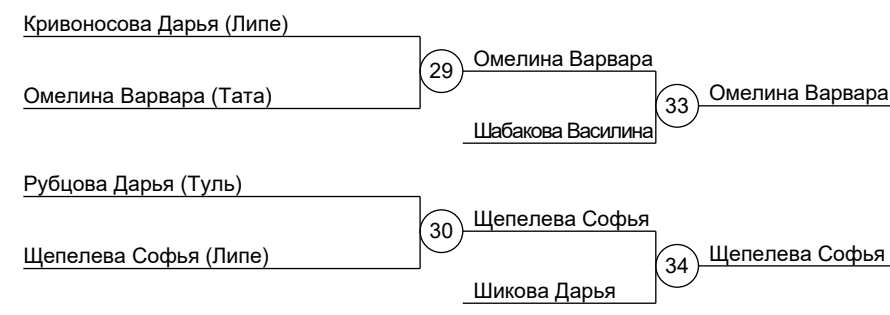 Кривоносова Дарья (Липе)
29
Омелина Варвара
Омелина Варвара (Тата)
33
Омелина Варвара
Шабакова Василина
Рубцова Дарья (Туль)
30
Щепелева Софья
Щепелева Софья (Липе)
34
Щепелева Софья
Шикова Дарья